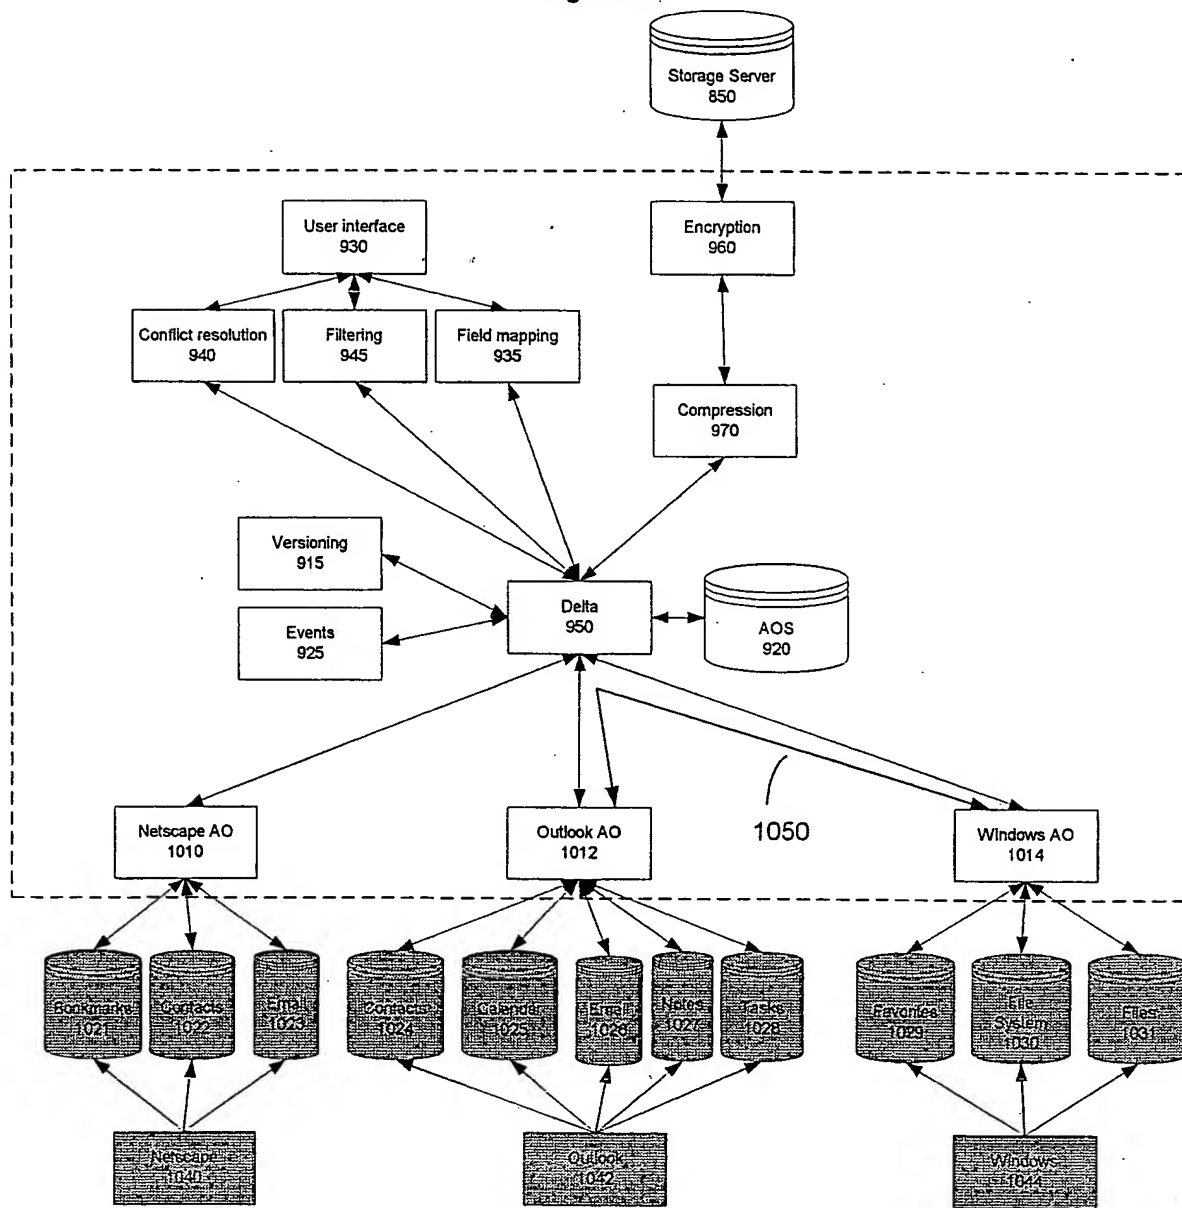 Storage Server
850
User interface
930
Encryption
960
Conflict resolution
940
Filtering
945
Field mapping
935
Compression
970
Versioning
915
Events
925
Delta
950
AOS
920
Netscape AO
1010
Outlook AO
1012
1050
Windows AO
1014
Bookmarks
1021
Contacts
1022
Email
1023
Contacts
1024
Calendar
1025
Email
1026
Notes
1027
Tasks
1028
Favorites
1029
File
System
1030
Files
1031
Netscape
1040
Outlook
1042
Windows
1044